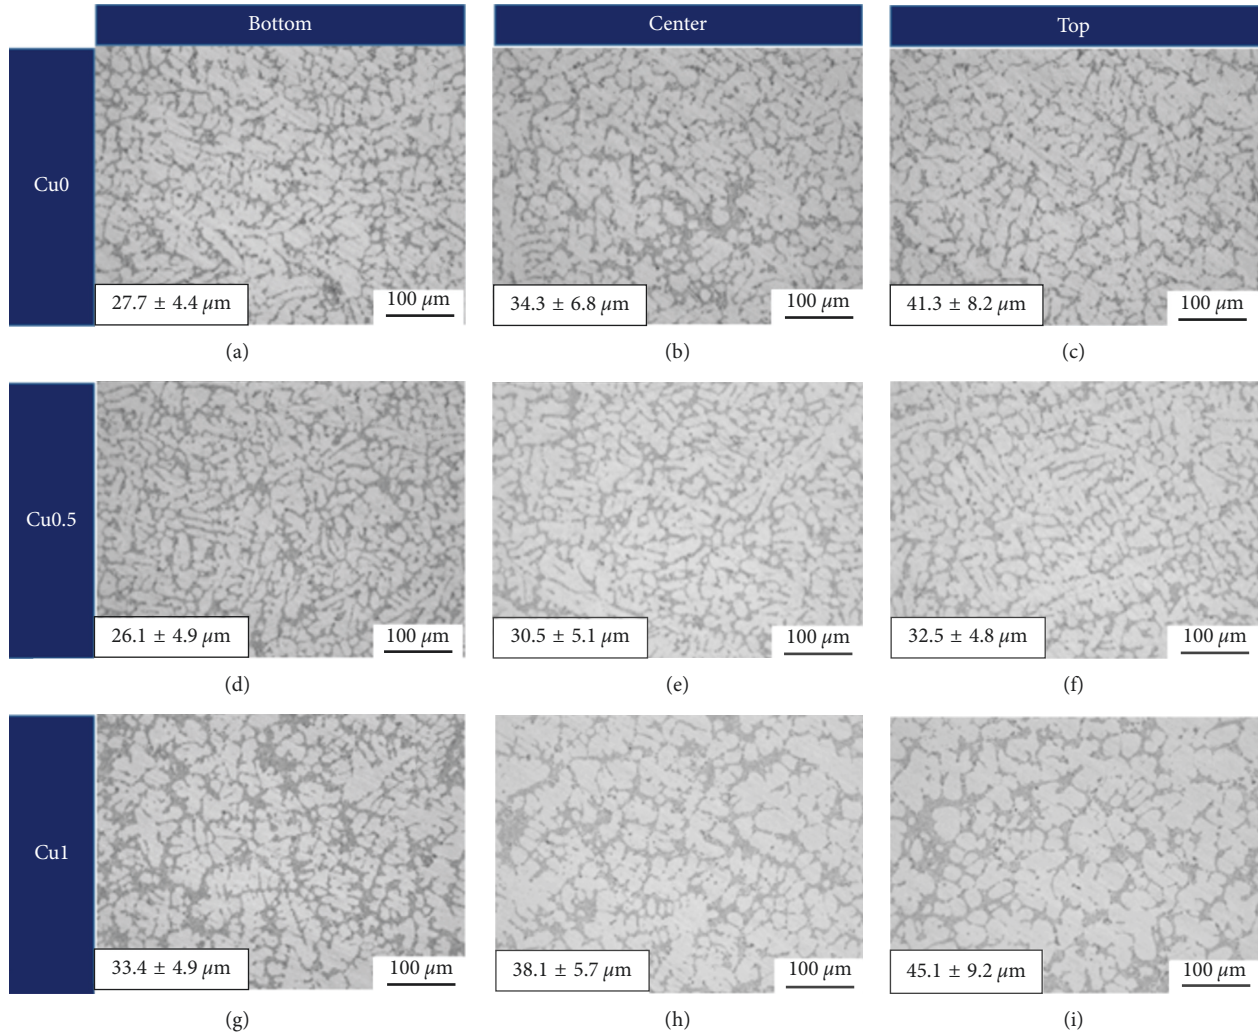 Bottom
Center
Top
Cu0
27.7 ± 4.4 μm
100 μm
34.3 ± 6.8 μm
100 μm
41.3 ± 8.2 μm
100 μm
(a)
(b)
(c)
Cu0.5
26.1 ± 4.9 μm
100 μm
30.5 ± 5.1 μm
100 μm
32.5 ± 4.8 μm
100 μm
(d)
(e)
(f)
Cu1
33.4 ± 4.9 μm
100 μm
38.1 ± 5.7 μm
100 μm
45.1 ± 9.2 μm
100 μm
(g)
(h)
(i)